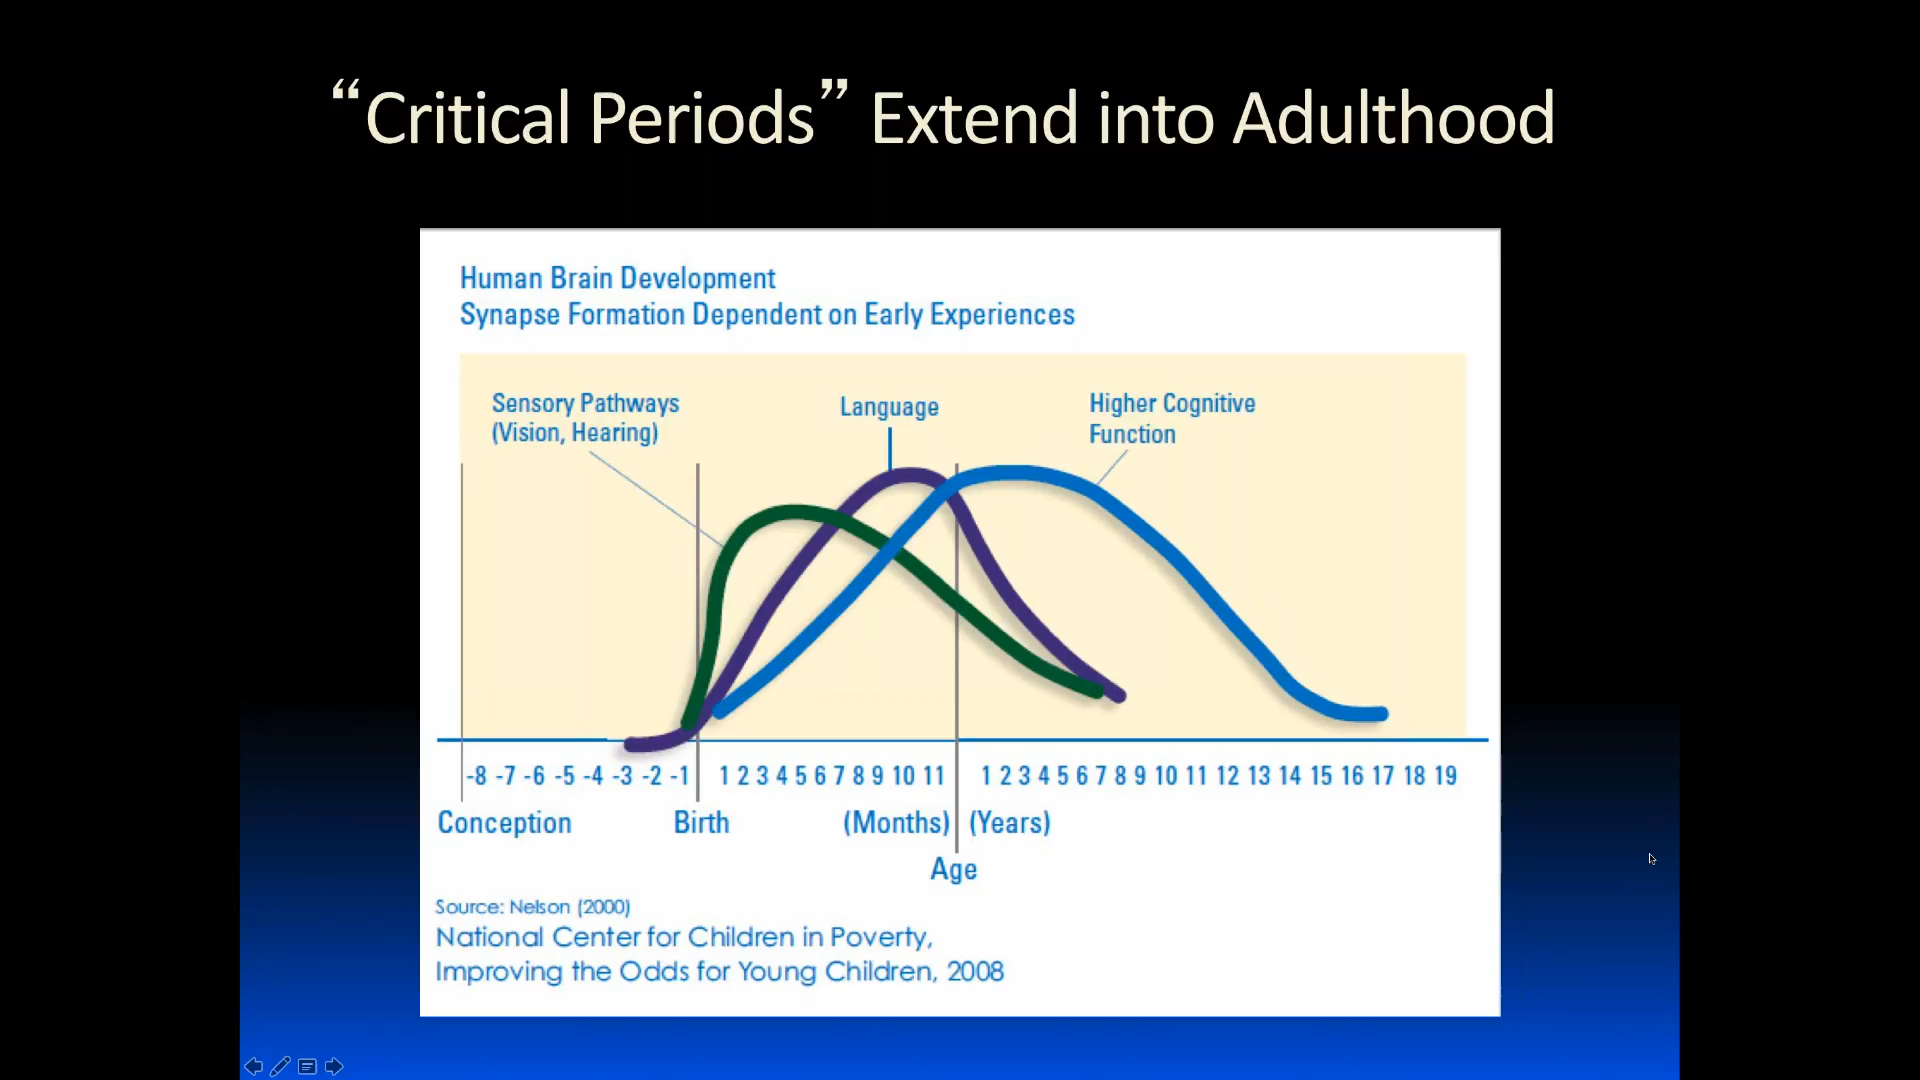 “Critical Periods” Extend into Adulthood
Human Brain Development
Synapse Formation Dependent on Early Experiences
Sensory Pathways
(Vision, Hearing)
Language
Higher Cognitive
Function
-8 -7 -6 -5 -4 -3 -2 -1 1 2 3 4 5 6 7 8 9 10 11 1 2 3 4 5 6 7 8 9 10 11 12 13 14 15 16 17 18 19
Conception Birth (Months) (Years)
Age
Source: Nelson (2000)
National Center for Children in Poverty,
Improving the Odds for Young Children, 2008